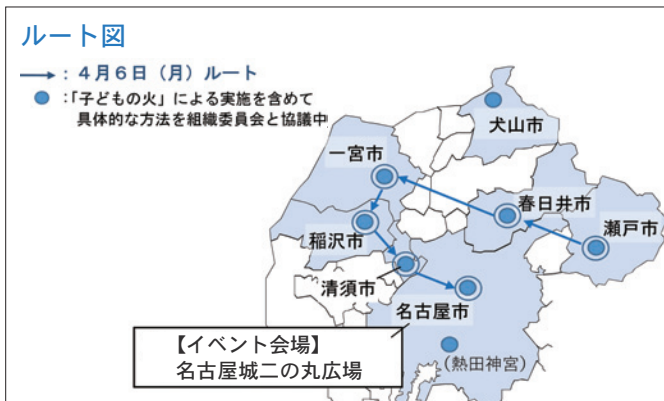 ルート図
：４月６日（月）ルート
：「子どもの火」による実施を含めて
具体的な方法を組織委員会と協議中
犬山市
一宮市
春日井市
瀬戸市
稲沢市
清須市
名古屋市
【イベント会場】
名古屋城二の丸広場
（熱田神宮）